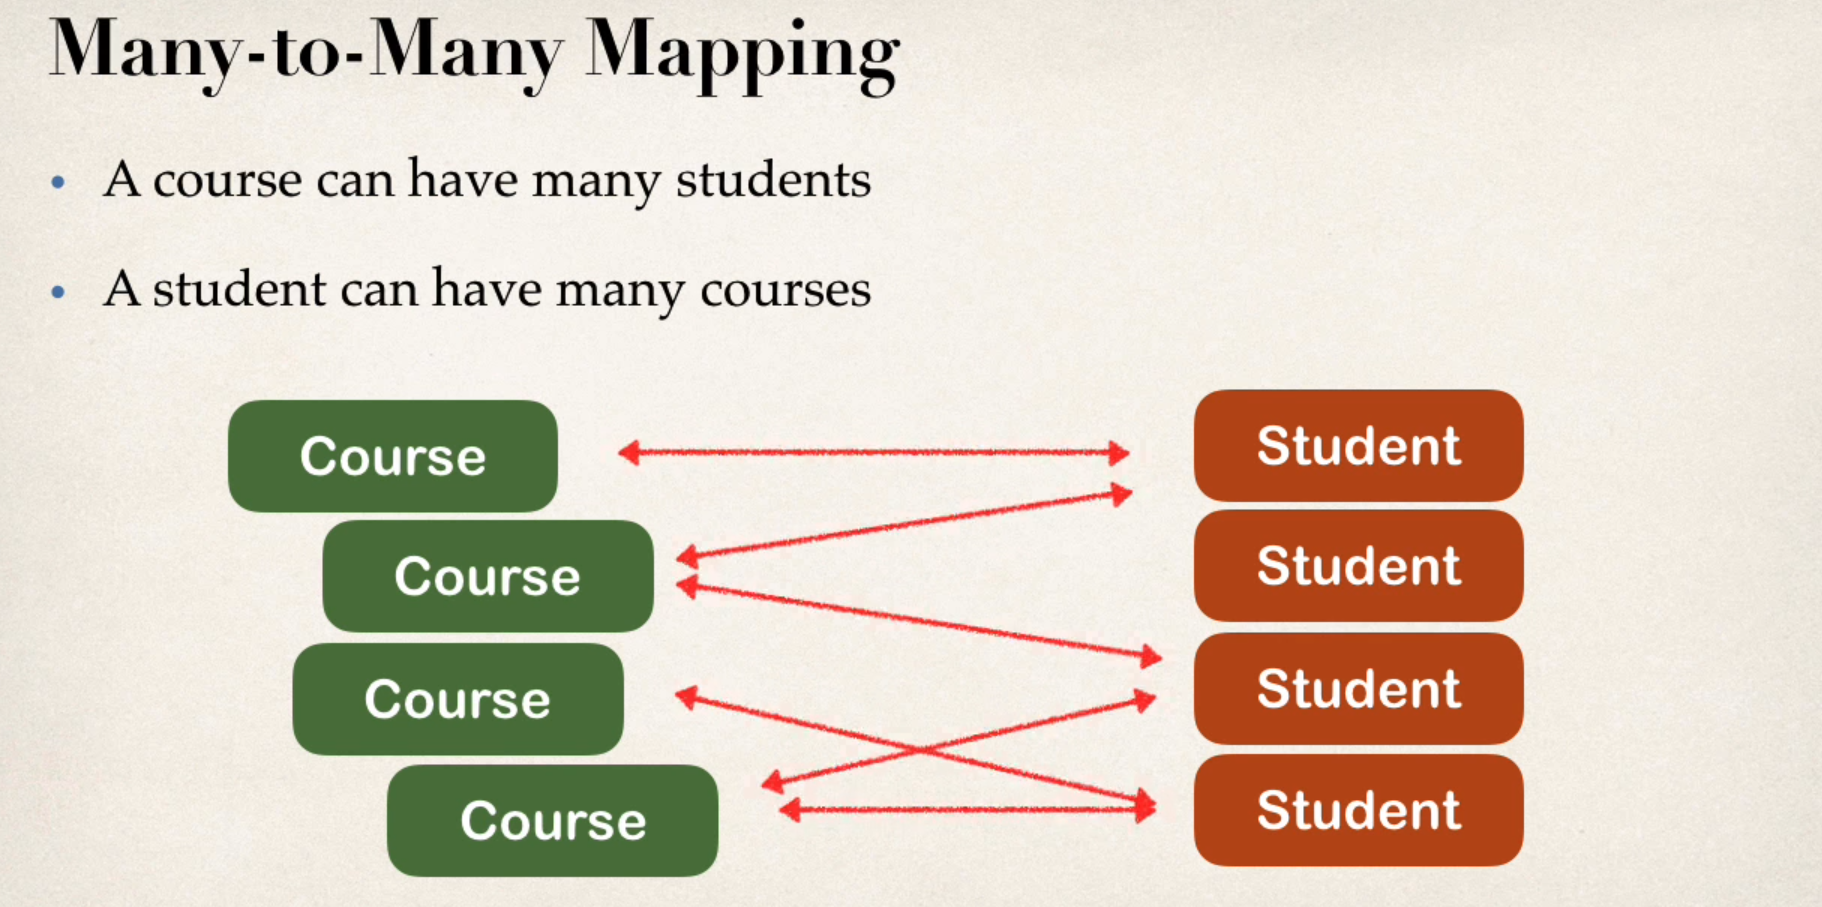 Many-to-Many Mapping
• A course can have many students
• A student can have many courses
Course
Student
Course
Student
Course
Student
Course
Student